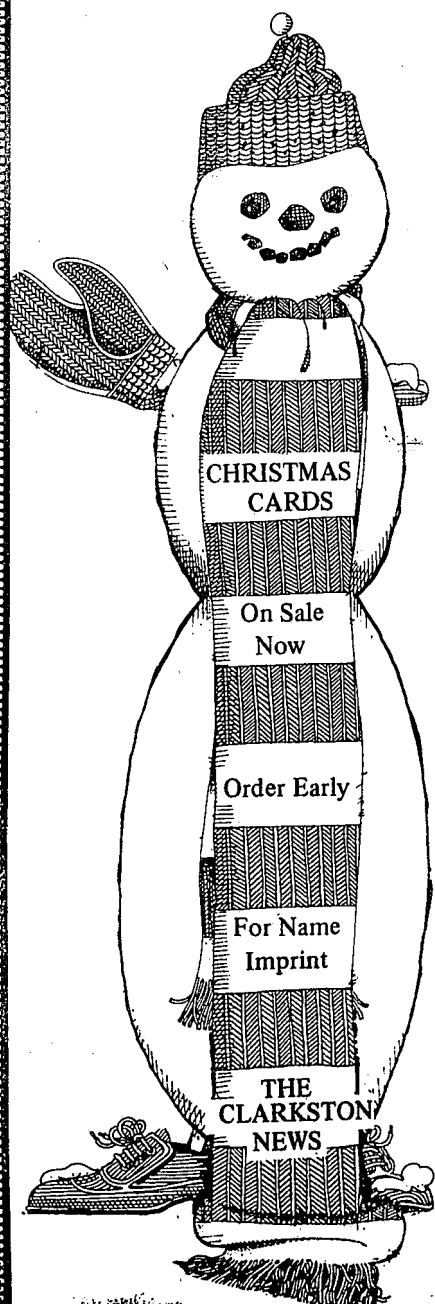 CHRISTMAS
CARDS
On Sale
Now
Order Early
For Name
Imprint
THE
CLARKSTON
NEWS